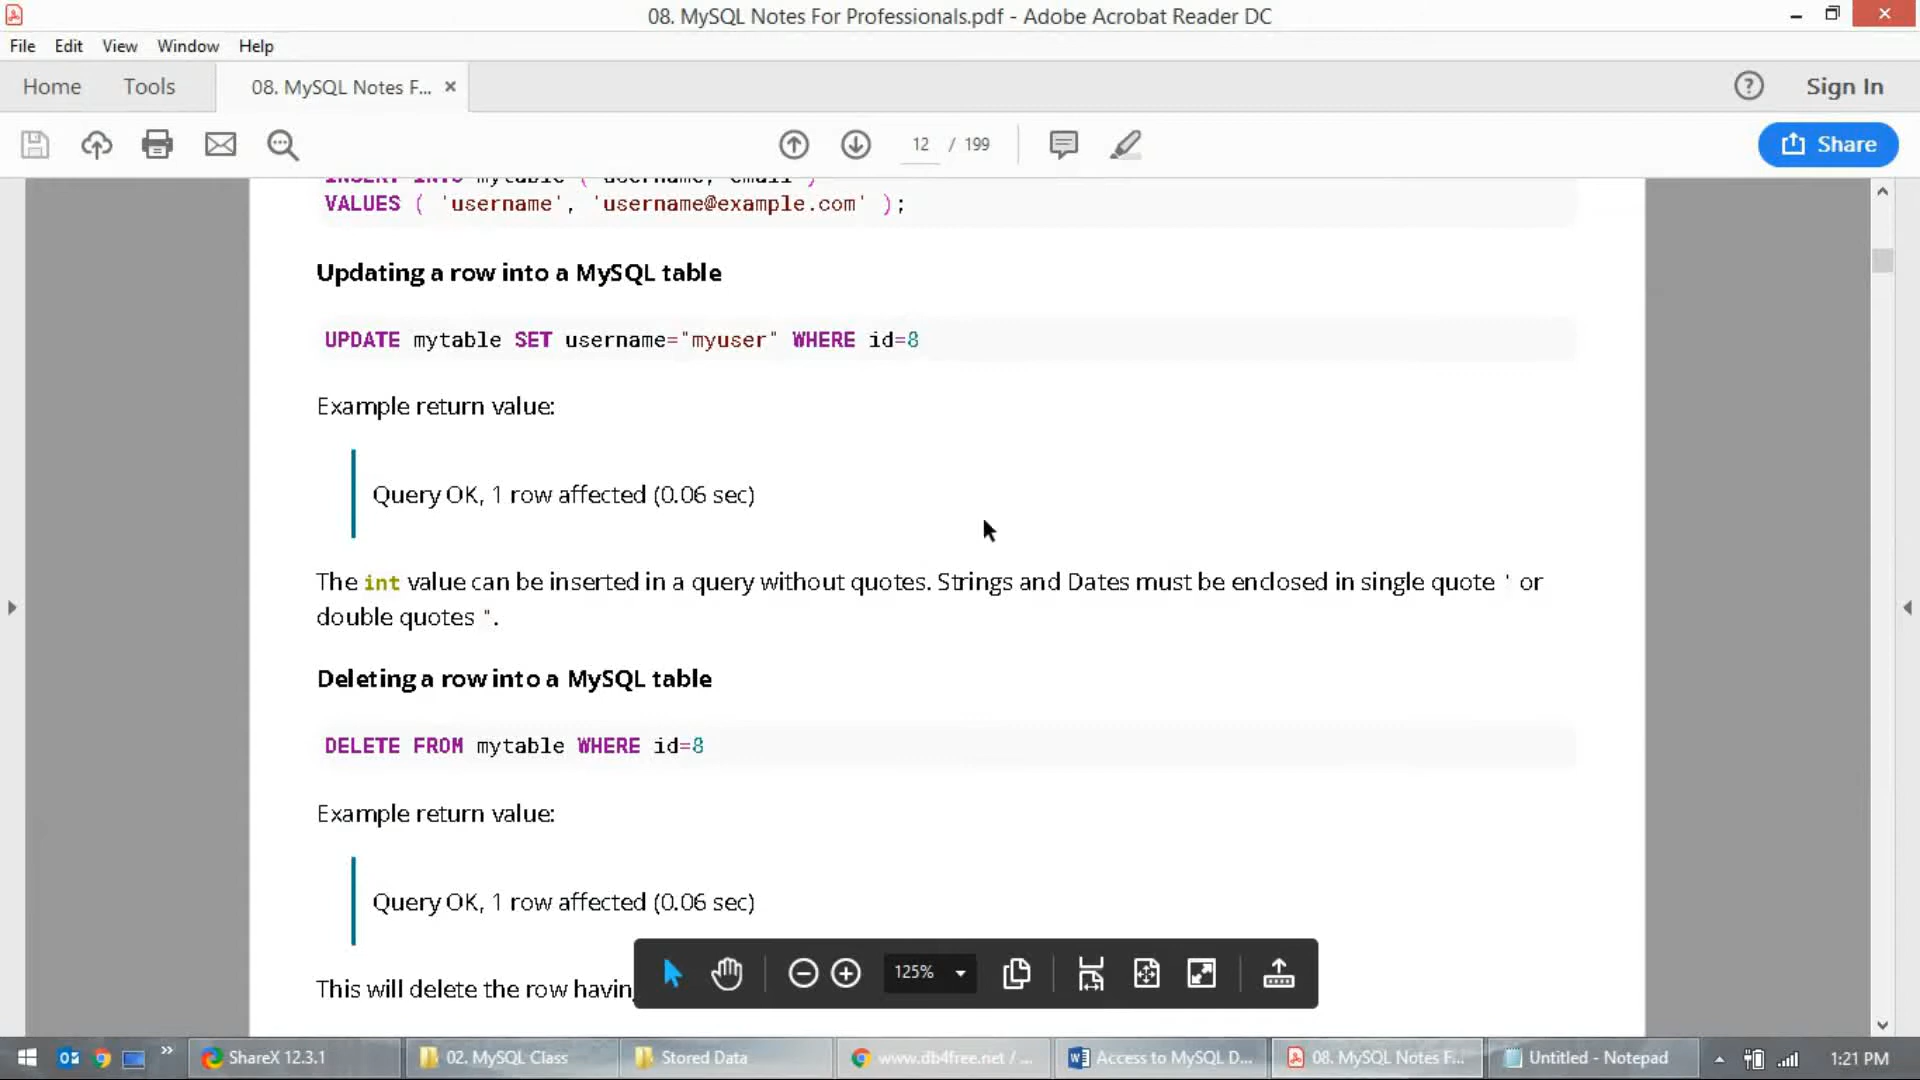 08. MySQL Notes For Professionals.pdf - Adobe Acrobat Reader DC
File Edit View Window Help
Home Tools 08. MySQL Notes F... × Sign In
12 / 199 Share
INSERT INTO mytable ( username, email )
VALUES ( 'username', 'username@example.com' );
Updating a row into a MySQL table
UPDATE mytable SET username="myuser" WHERE id=8
Example return value:
Query OK, 1 row affected (0.06 sec)
The int value can be inserted in a query without quotes. Strings and Dates must be enclosed in single quote ' or
double quotes ".
Deleting a row into a MySQL table
DELETE FROM mytable WHERE id=8
Example return value:
Query OK, 1 row affected (0.06 sec)
125%
This will delete the row having
ShareX 12.3.1 02. MySQL Class Stored Data www.db4free.net / ... Access to MySQL D... 08. MySQL Notes F... Untitled - Notepad 1:21 PM